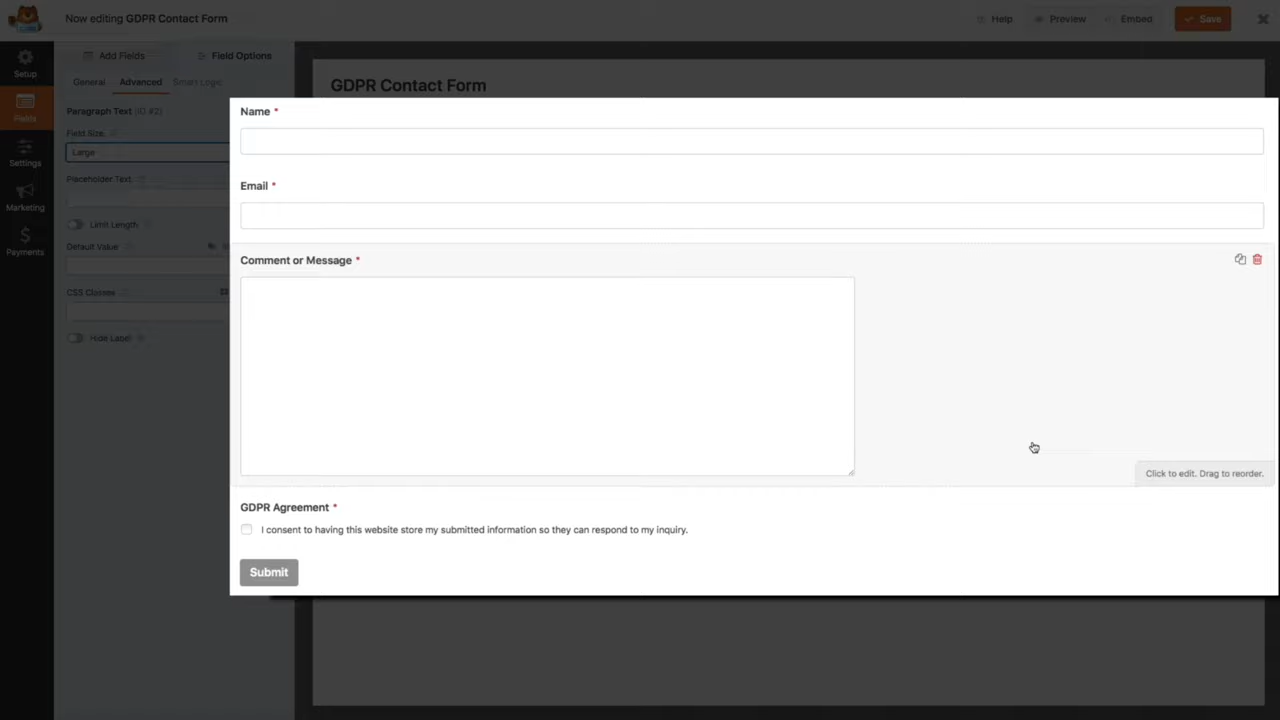 Now editing GDPR Contact Form
Help
Preview
Embed
Save
Setup
Fields
Settings
Marketing
Payments
Add Fields
Field Options
General
Advanced
Smart Logic
Paragraph Text (ID #2)
Field Size
Large
Placeholder Text
Limit Length
Default Value
CSS Classes
Hide Label
GDPR Contact Form
Name *
Email *
Comment or Message *
Click to edit. Drag to reorder.
GDPR Agreement *
I consent to having this website store my submitted information so they can respond to my inquiry.
Submit